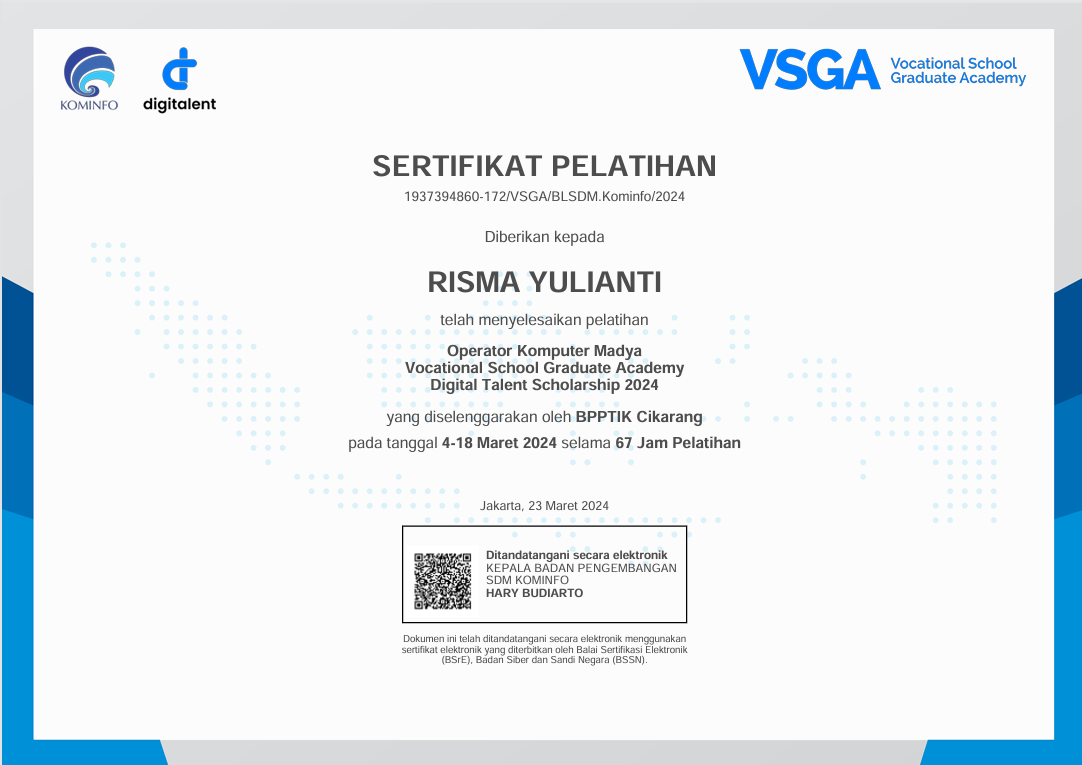 KOMINFO
digitalent
VSGA
Vocational School
Graduate Academy
SERTIFIKAT PELATIHAN
1937394860-172/VSGA/BLSDM.Kominfo/2024
Diberikan kepada
RISMA YULIANTI
telah menyelesaikan pelatihan
Operator Komputer Madya
Vocational School Graduate Academy
Digital Talent Scholarship 2024
yang diselenggarakan oleh BPPTIK Cikarang
pada tanggal 4-18 Maret 2024 selama 67 Jam Pelatihan
Jakarta, 23 Maret 2024
Ditandatangani secara elektronik
KEPALA BADAN PENGEMBANGAN
SDM KOMINFO
HARY BUDIARTO
Dokumen ini telah ditandatangani secara elektronik menggunakan
sertifikat elektronik yang diterbitkan oleh Balai Sertifikasi Elektronik
(BSrE), Badan Siber dan Sandi Negara (BSSN).